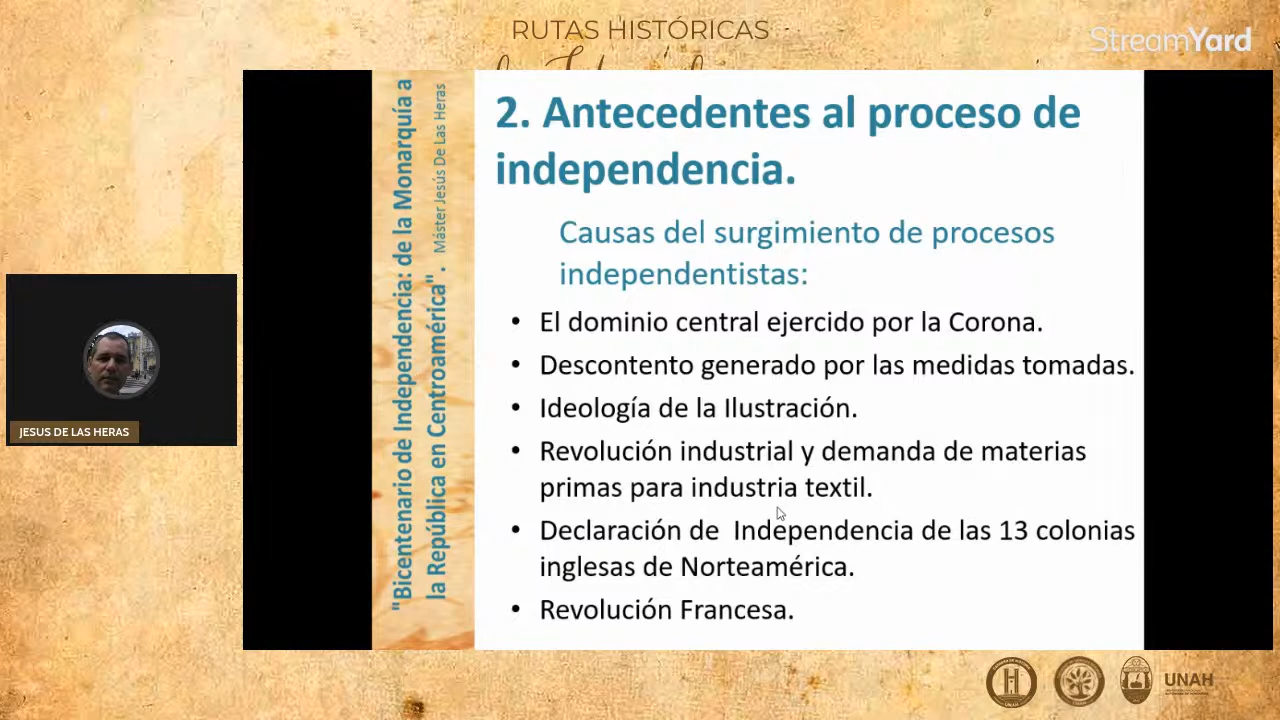 RUTAS HISTÓRICAS
StreamYard
"Bicentenario de Independencia: de la Monarquía a
la República en Centroamérica". Máster Jesús De Las Heras
2. Antecedentes al proceso de
independencia.
Causas del surgimiento de procesos
independentistas:
• El dominio central ejercido por la Corona.
• Descontento generado por las medidas tomadas.
• Ideología de la Ilustración.
• Revolución industrial y demanda de materias
primas para industria textil.
• Declaración de  Independencia de las 13 colonias
inglesas de Norteamérica.
• Revolución Francesa.
JESUS DE LAS HERAS
UNAH